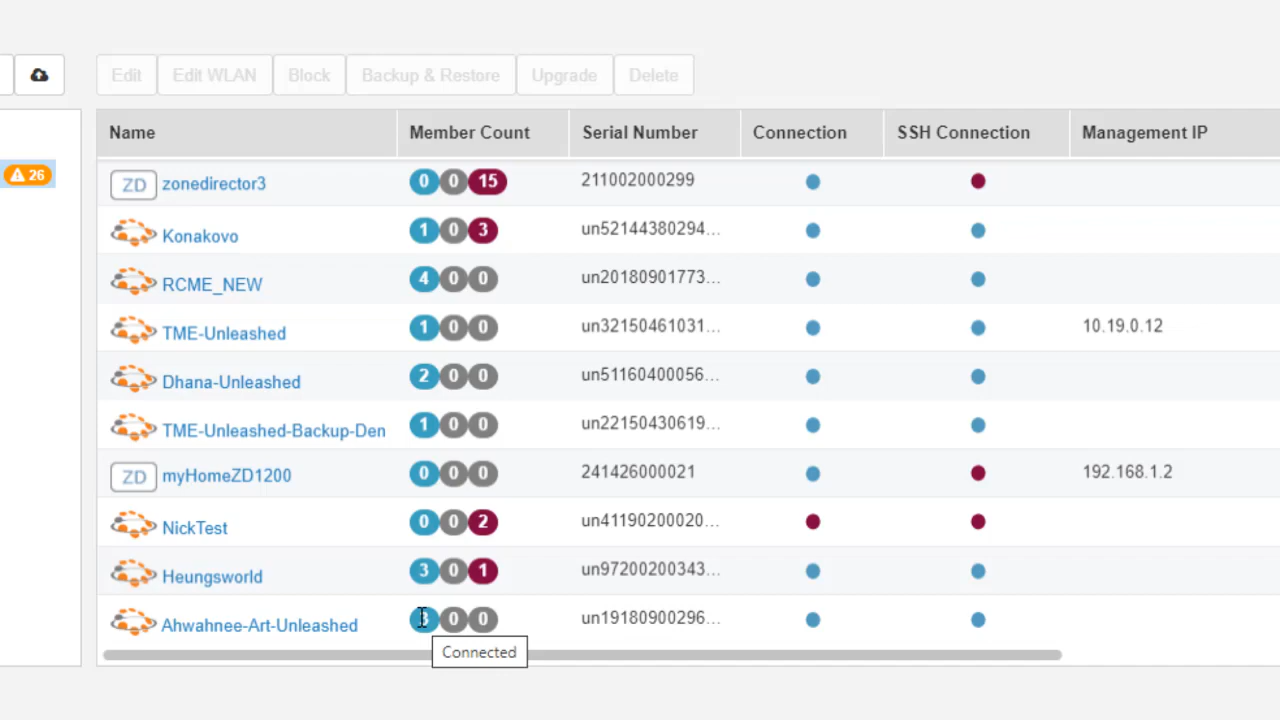 Edit Edit WLAN Block Backup & Restore Upgrade Delete
Name Member Count Serial Number Connection SSH Connection Management IP
26
ZD zonedirector3 0 0 15 211002000299
Konakovo 1 0 3 un52144380294...
RCME_NEW 4 0 0 un20180901773...
TME-Unleashed 1 0 0 un32150461031... 10.19.0.12
Dhana-Unleashed 2 0 0 un51160400056...
TME-Unleashed-Backup-Den 1 0 0 un22150430619...
ZD myHomeZD1200 0 0 0 241426000021 192.168.1.2
NickTest 0 0 2 un41190200020...
Heungsworld 3 0 1 un97200200343...
Ahwahnee-Art-Unleashed 0 0 un19180900296...
Connected